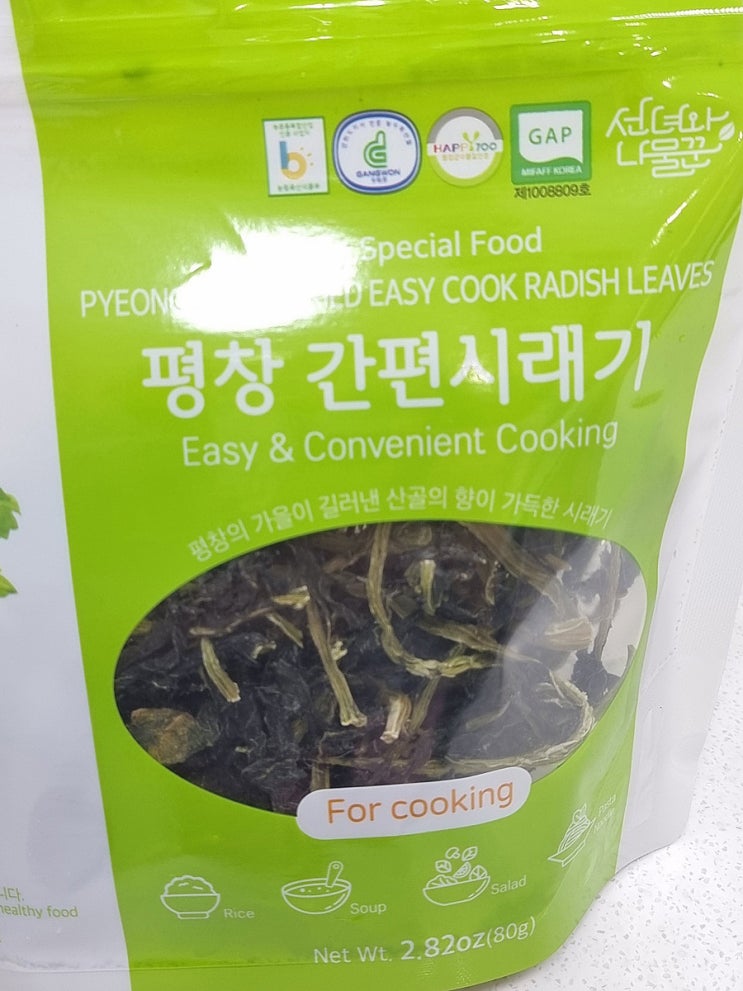 GANGWON
HAPPY700
GAP
MIFAFF KOREA
제1008809호
선녀와
나물꾼
Special Food
EASY COOK RADISH LEAVES
평창 간편시래기
Easy & Convenient Cooking
평창의 가을이 길러낸 산골의 향이 가득한 시래기
For cooking
Rice
Soup
Salad
Pasta
니다.
healthy food
Net Wt. 2.82oz(80g)